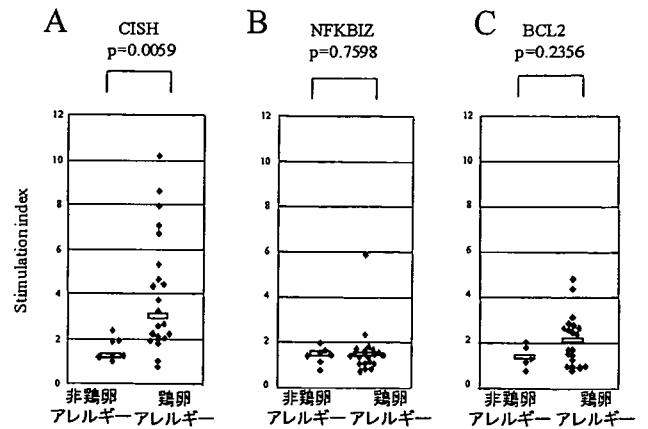 A
CISH
p=0.0059
B
NFKBIZ
p=0.7598
C
BCL2
p=0.2356
Stimulation index
12
10
8
6
4
2
0
非鶏卵
アレルギー
鶏卵
アレルギー
12
10
8
6
4
2
0
非鶏卵
アレルギー
鶏卵
アレルギー
12
10
8
6
4
2
0
非鶏卵
アレルギー
鶏卵
アレルギー